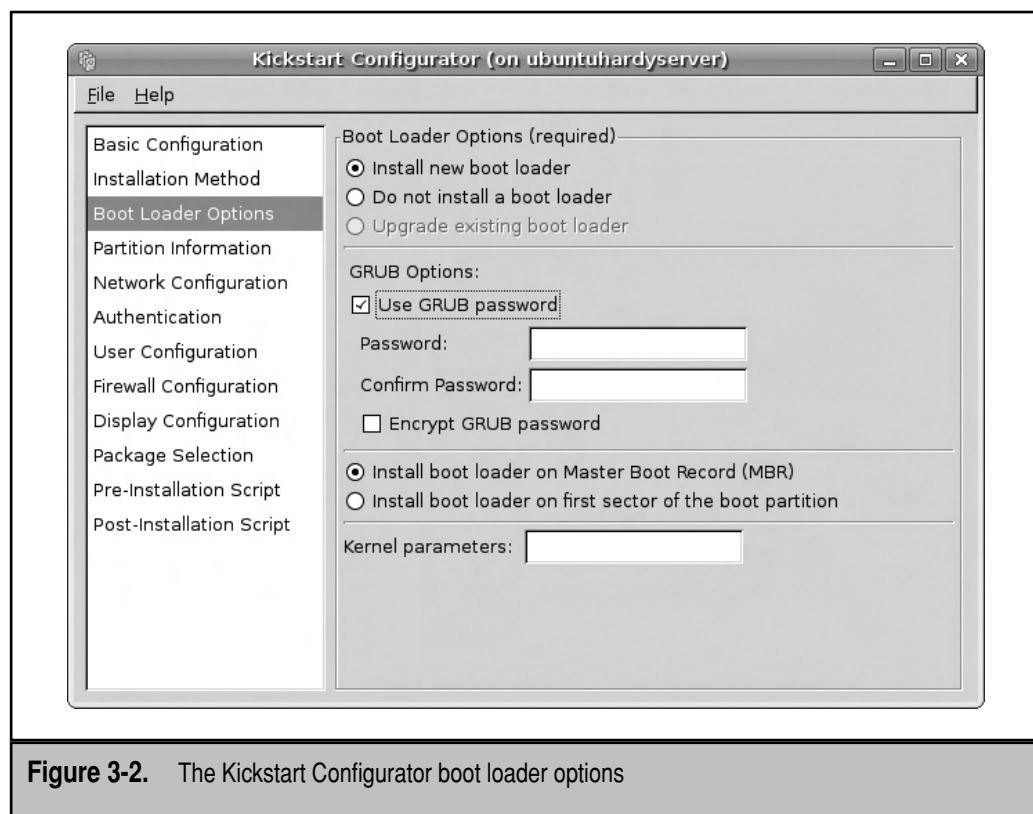 Kickstart Configurator (on ubuntuhardyserver)
File Help
Basic Configuration
Installation Method
Boot Loader Options
Partition Information
Network Configuration
Authentication
User Configuration
Firewall Configuration
Display Configuration
Package Selection
Pre-Installation Script
Post-Installation Script
Boot Loader Options (required)
Install new boot loader
Do not install a boot loader
Upgrade existing boot loader
GRUB Options:
Use GRUB password
Password:
Confirm Password:
Encrypt GRUB password
Install boot loader on Master Boot Record (MBR)
Install boot loader on first sector of the boot partition
Kernel parameters:
Figure 3-2. The Kickstart Configurator boot loader options